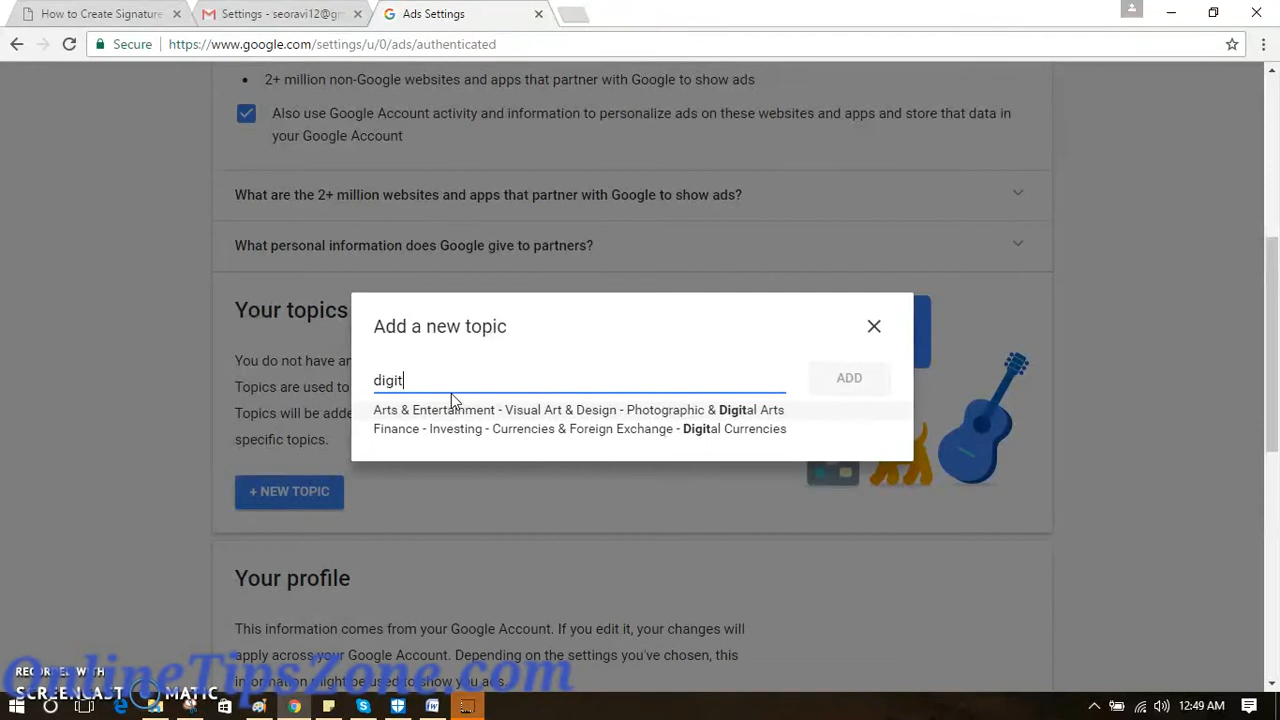 How to Create Signature
Settings - seoravi12@gm
Ads Settings
Secure
https://www.google.com/settings/u/0/ads/authenticated
2+ million non-Google websites and apps that partner with Google to show ads
Also use Google Account activity and information to personalize ads on these websites and apps and store that data in
your Google Account
What are the 2+ million websites and apps that partner with Google to show ads?
What personal information does Google give to partners?
Your topics
You do not have an
Topics are used to
Topics will be adde
specific topics.
+ NEW TOPIC
Add a new topic
digit
ADD
Arts & Entertainment - Visual Art & Design - Photographic & Digital Arts
Finance - Investing - Currencies & Foreign Exchange - Digital Currencies
Your profile
This information comes from your Google Account. If you edit it, your changes will
apply across your Google Account. Depending on the settings you've chosen, this
information might be used to show you ads.
OnlineTipsZone.com
RECORDED WITH
SCREENCAST MATIC
12:49 AM